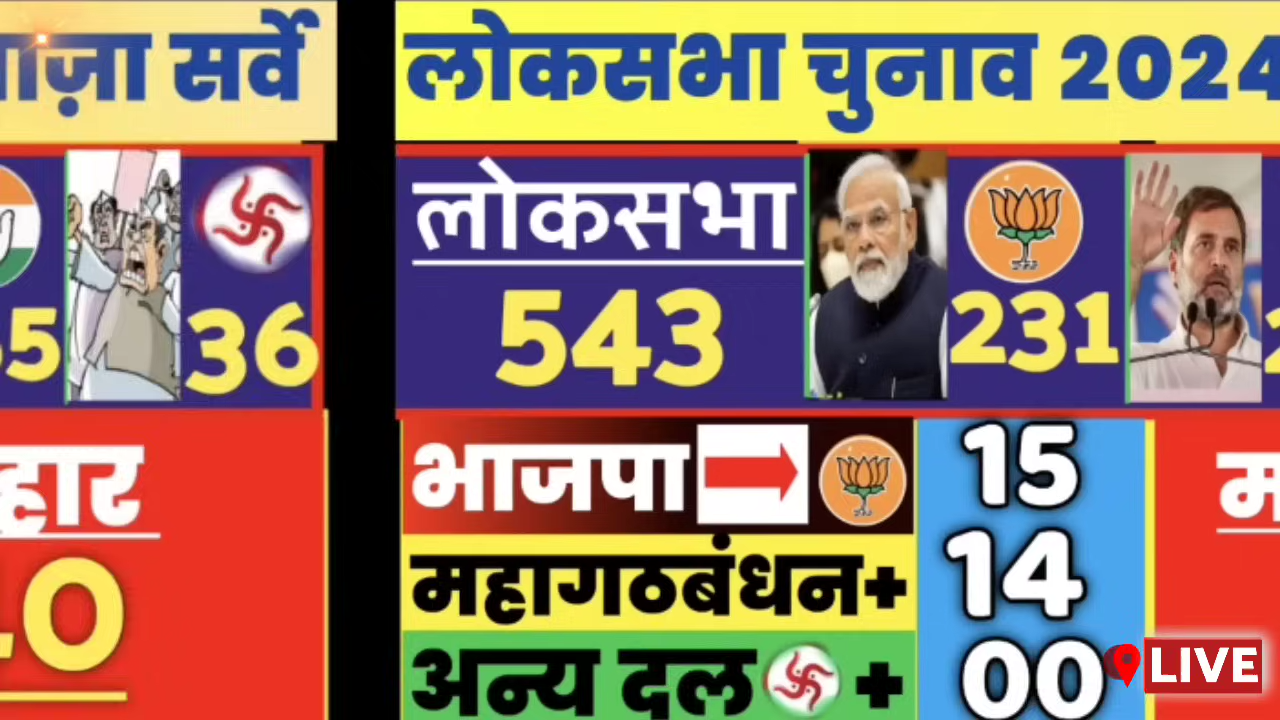 सर्वे
लोकसभा चुनाव 2024
लोकसभा
543
231
36
भाजपा
15
महागठबंधन+
14
अन्य दल +
00
LIVE